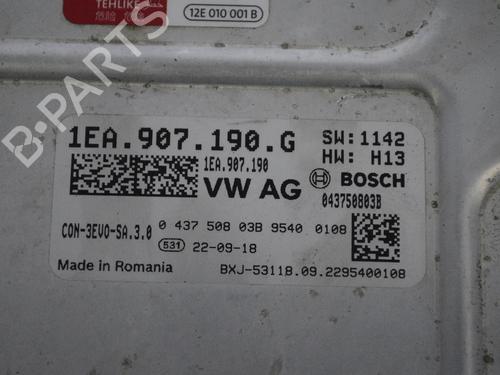 TEHLIKE
12E 010 001 B
1EA.907.190.G
SW:1142
HW: H13
1EA.907.190
VW AG
BOSCH
043750803B
CON-3EVO-SA.3.0
0 437 508 03B 9540 0108
531 22-09-18
Made in Romania
BXJ-53118.09.2295400108
B-Parts